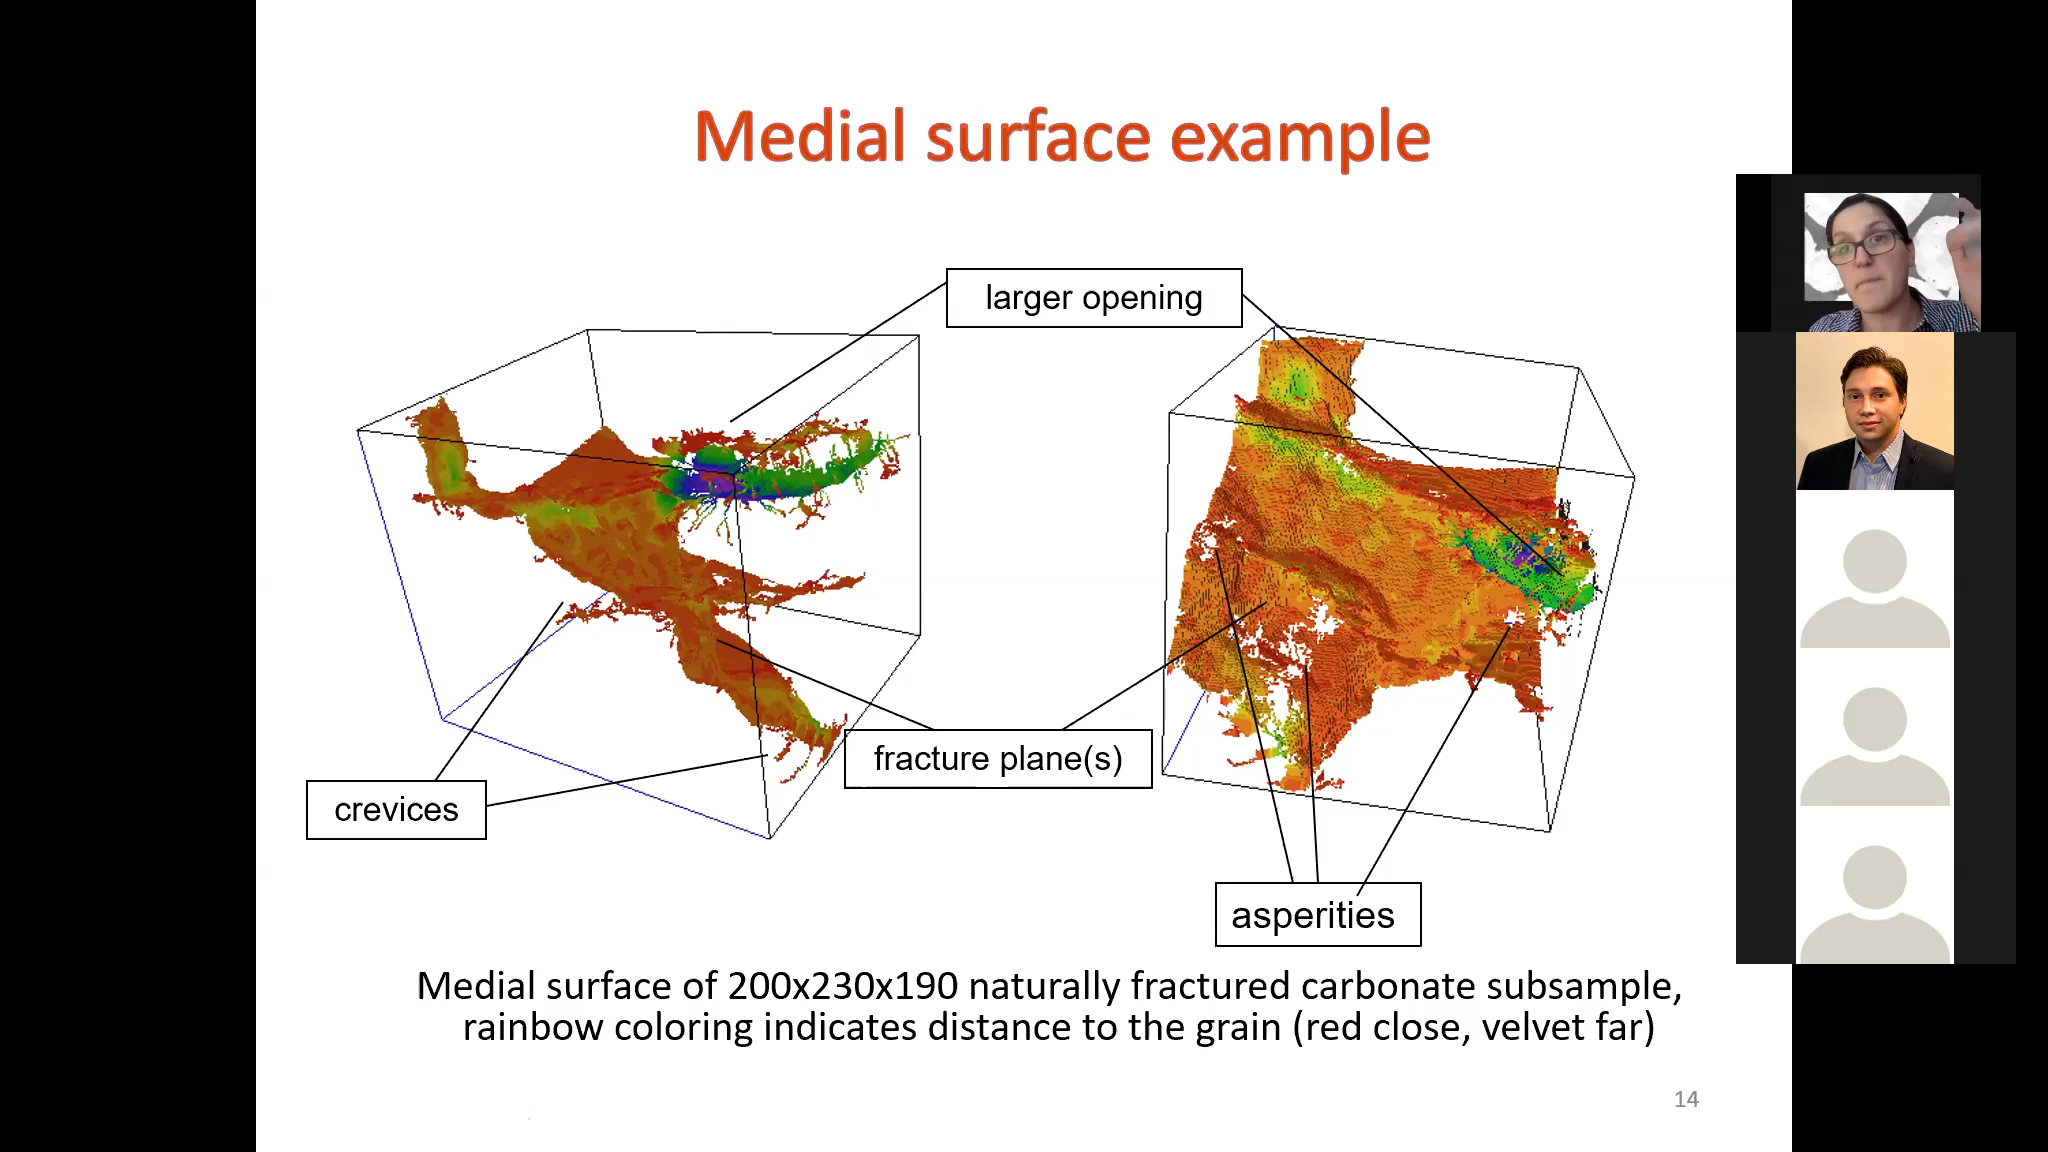 Medial surface example
larger opening
fracture plane(s)
crevices
asperities
Medial surface of 200x230x190 naturally fractured carbonate subsample,
rainbow coloring indicates distance to the grain (red close, velvet far)
14